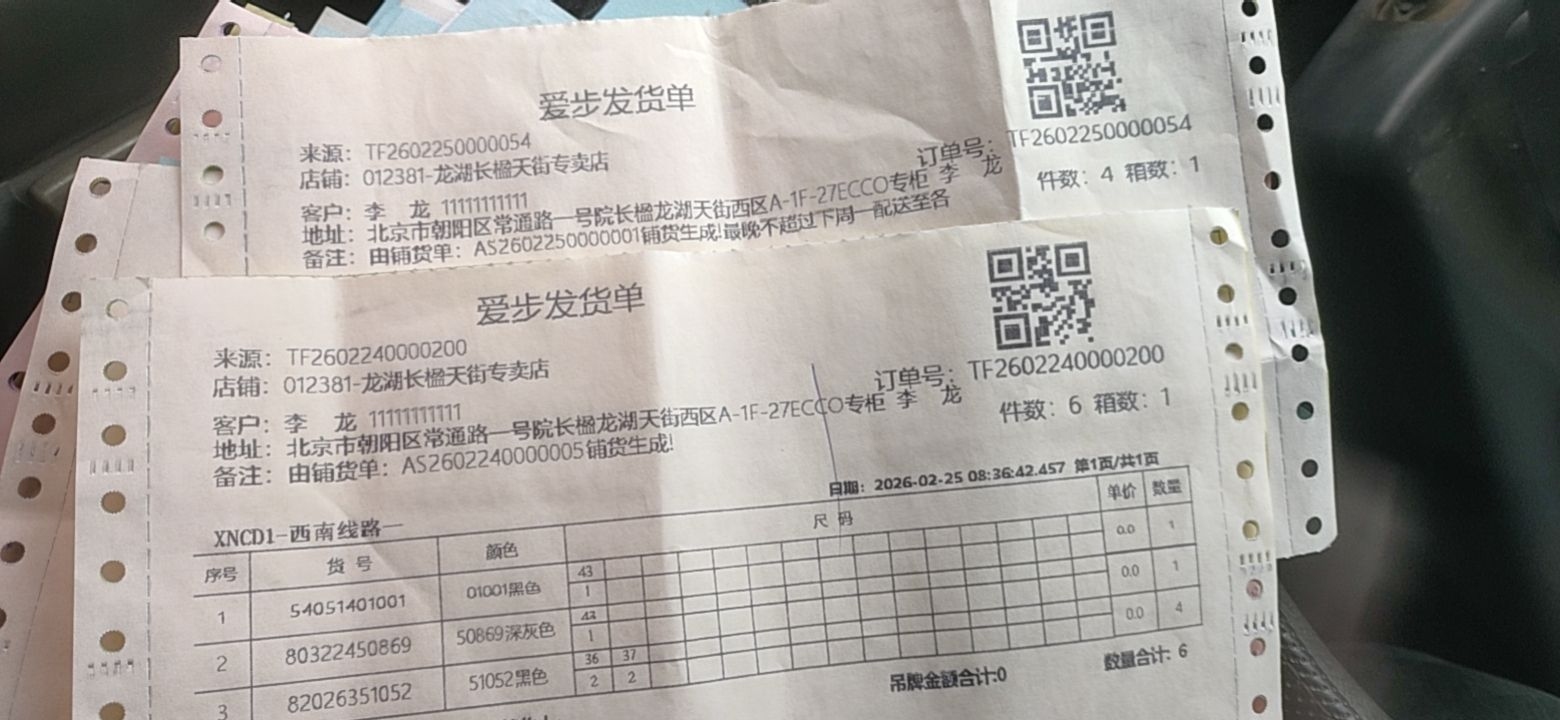 爱步发货单
来源：TF2602250000054
订单号：TF2602250000054
店铺：012381-龙湖长楹天街专卖店
件数：4 箱数：1
客户：李 龙 11111111111
地址：北京市朝阳区常通路一号院长楹龙湖天街西区A-1F-27ECCO专柜 李 龙
备注：由铺货单：AS2602250000001铺货生成!最晚不超过下周一配送至各
爱步发货单
来源：TF2602240000200
订单号：TF2602240000200
店铺：012381-龙湖长楹天街专卖店
件数：6 箱数：1
客户：李 龙 11111111111
地址：北京市朝阳区常通路一号院长楹龙湖天街西区A-1F-27ECCO专柜 李 龙
备注：由铺货单：AS2602240000005铺货生成!
日期：2026-02-25 08:36:42.457 第1页/共1页
XNCD1-西南线路一
序号 货号 颜色 尺码 单价 数量
1 54051401001 01001黑色 43 0.0 1
1
2 80322450869 50869深灰色 43 0.0 1
1
3 82026351052 51052黑色 36 37 0.0 4
2 2
吊牌金额合计:0 数量合计: 6